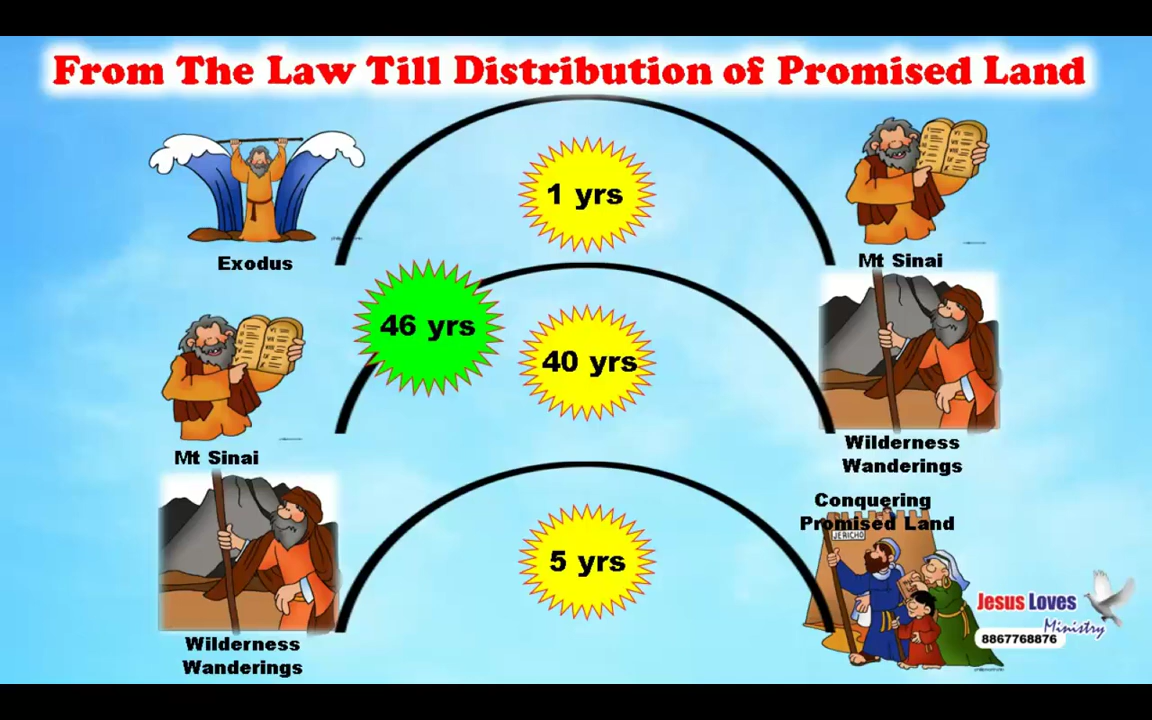 From The Law Till Distribution of Promised Land
1 yrs
Exodus
Mt Sinai
46 yrs
40 yrs
Mt Sinai
Wilderness
Wanderings
Conquering
Promised Land
JERICHO
5 yrs
Wilderness
Wanderings
Jesus Loves
Ministry
8867768876